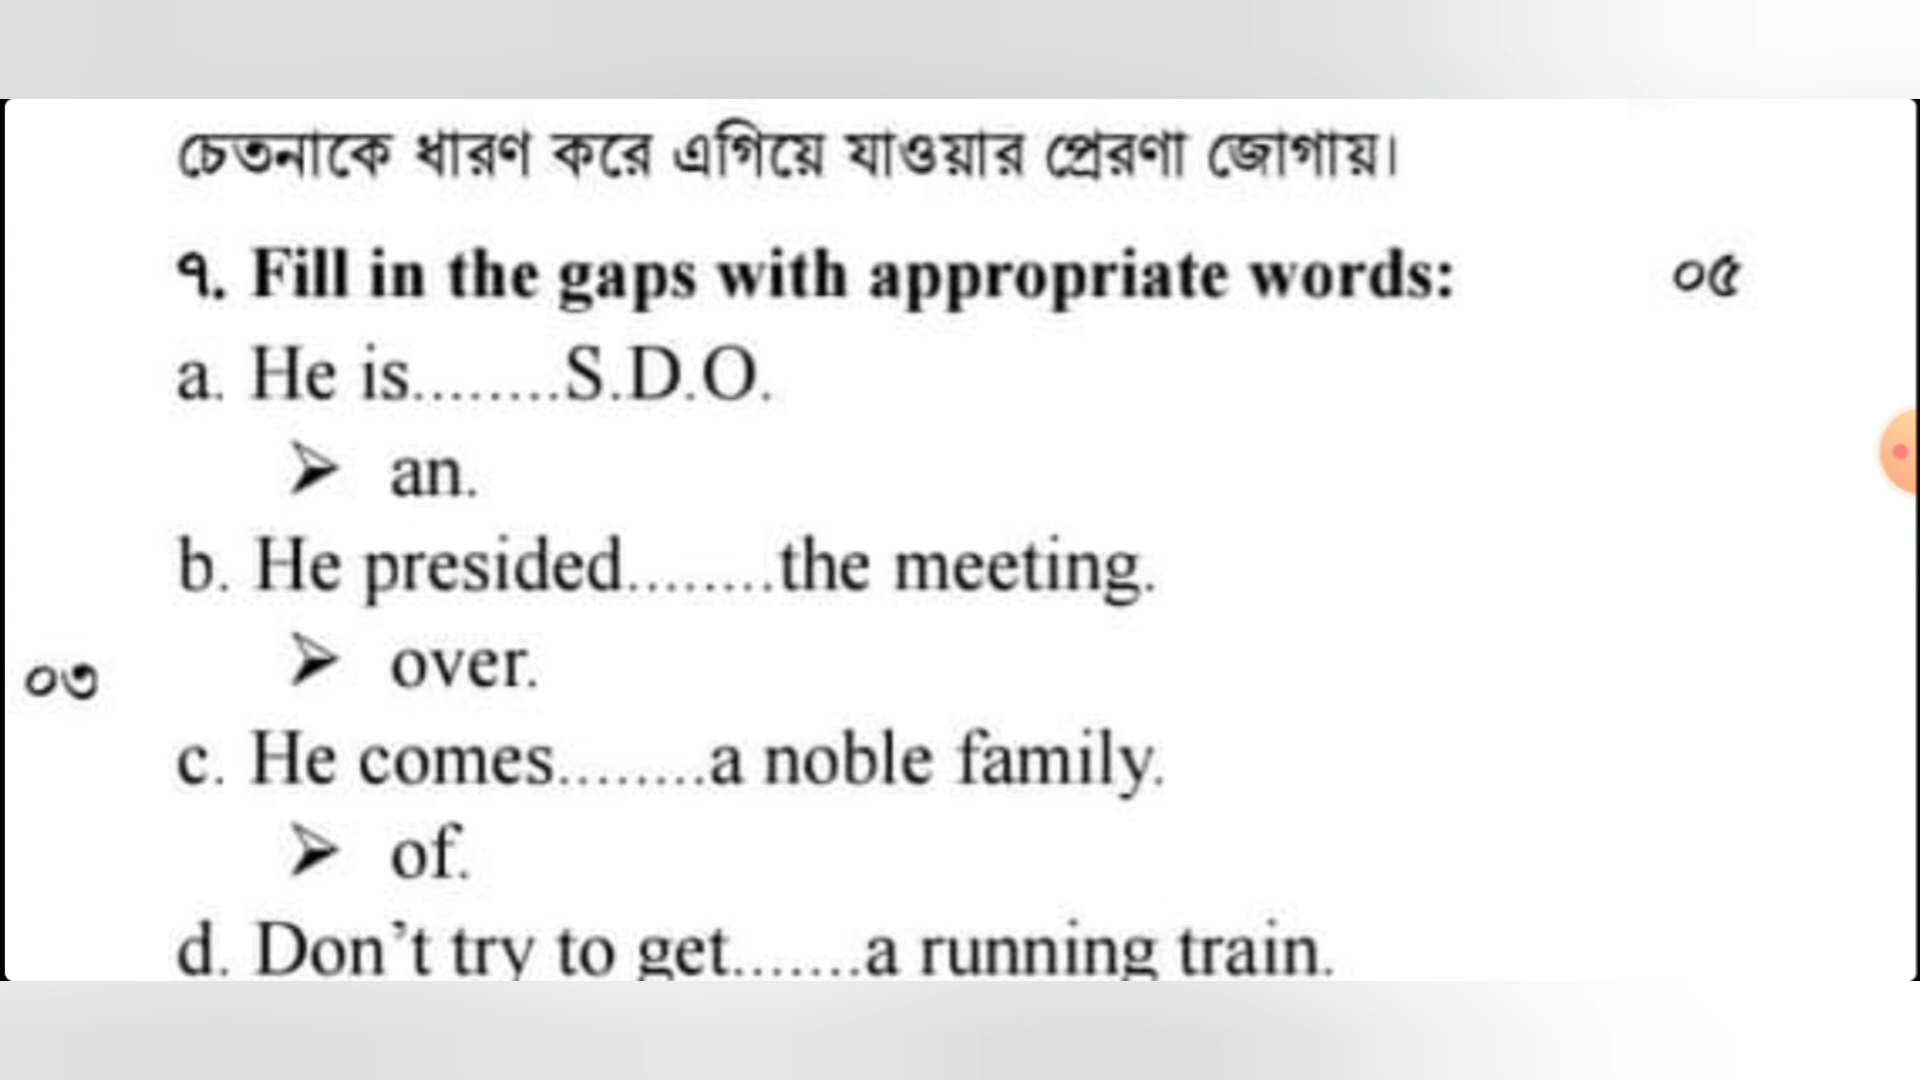 চেতনাকে ধারণ করে এগিয়ে যাওয়ার প্রেরণা জোগায়।
৭. Fill in the gaps with appropriate words: ০৫
a. He is........S.D.O.
➢ an.
b. He presided........the meeting.
➢ over.
০৩
c. He comes........a noble family.
➢ of.
d. Don’t try to get.......a running train.